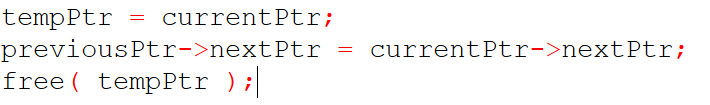 tempPtr = currentPtr;
previousPtr->nextPtr = currentPtr->nextPtr;
free( tempPtr );